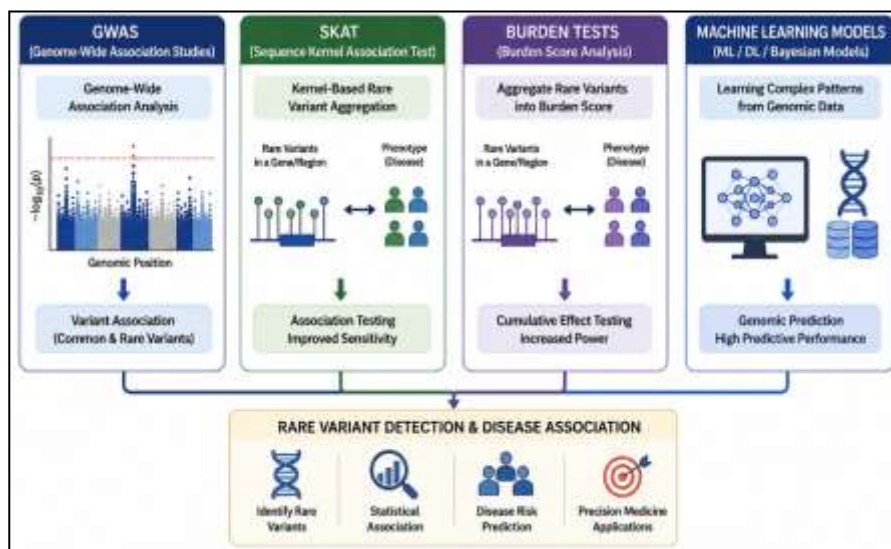 GWAS
(Genome-Wide Association Studies)
Genome-Wide
Association Analysis
−log₁₀(p)
Genomic Position
Variant Association
(Common & Rare Variants)
SKAT
(Sequence Kernel Association Test)
Kernel-Based Rare
Variant Aggregation
Rare Variants
in a Gene/Region
Phenotype
(Disease)
Association Testing
Improved Sensitivity
BURDEN TESTS
(Burden Score Analysis)
Aggregate Rare Variants
into Burden Score
Rare Variants
in a Gene/Region
Phenotype
(Disease)
Cumulative Effect Testing
Increased Power
MACHINE LEARNING MODELS
(ML / DL / Bayesian Models)
Learning Complex Patterns
from Genomic Data
Genomic Prediction
High Predictive Performance
RARE VARIANT DETECTION & DISEASE ASSOCIATION
Identify Rare
Variants
Statistical
Association
Disease Risk
Prediction
Precision Medicine
Applications